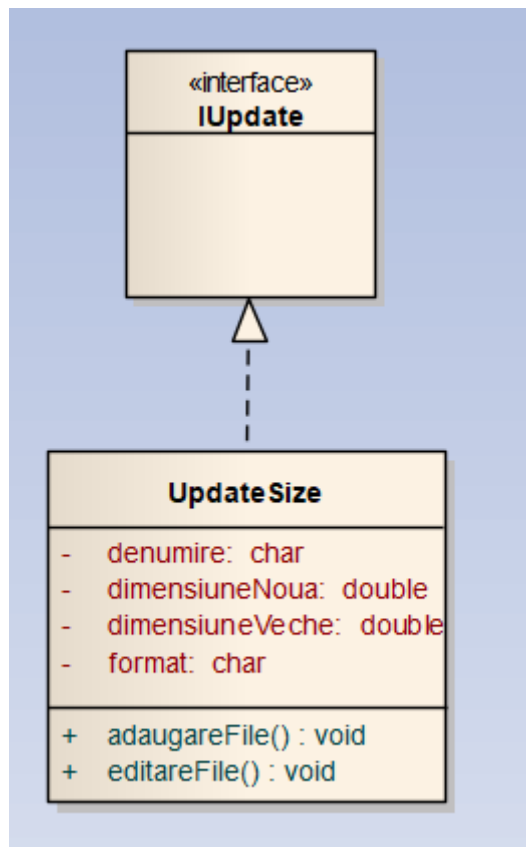 «interface»
IUpdate
UpdateSize
- denumire: char
- dimensiuneNoua: double
- dimensiuneVeche: double
- format: char
+ adaugareFile() : void
+ editareFile() : void